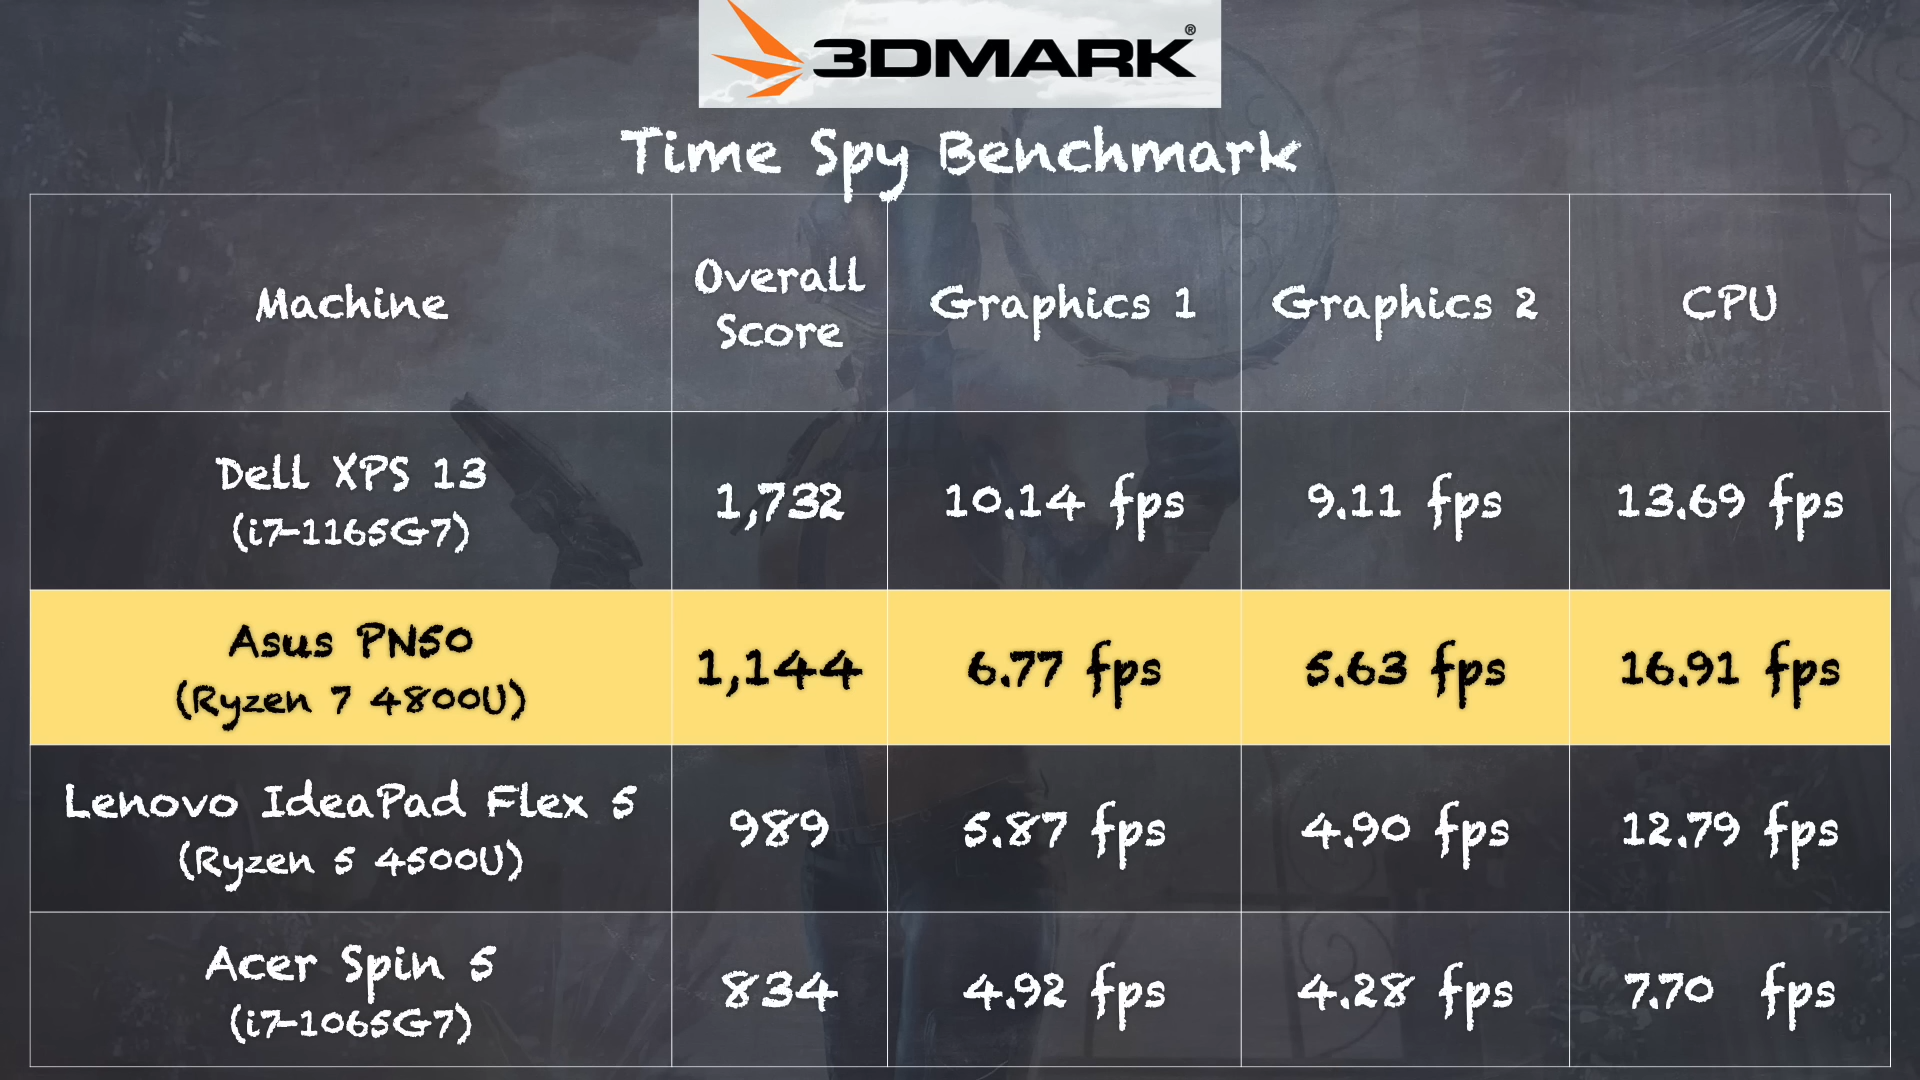 3DMARK®
Time Spy Benchmark
Machine
Overall
Score
Graphics 1
Graphics 2
CPU
Dell XPS 13
(i7-1165G7)
1,732
10.14 fps
9.11 fps
13.69 fps
Asus PN50
(Ryzen 7 4800U)
1,144
6.77 fps
5.63 fps
16.91 fps
Lenovo IdeaPad Flex 5
(Ryzen 5 4500U)
989
5.87 fps
4.90 fps
12.79 fps
Acer Spin 5
(i7-1065G7)
834
4.92 fps
4.28 fps
7.70 fps